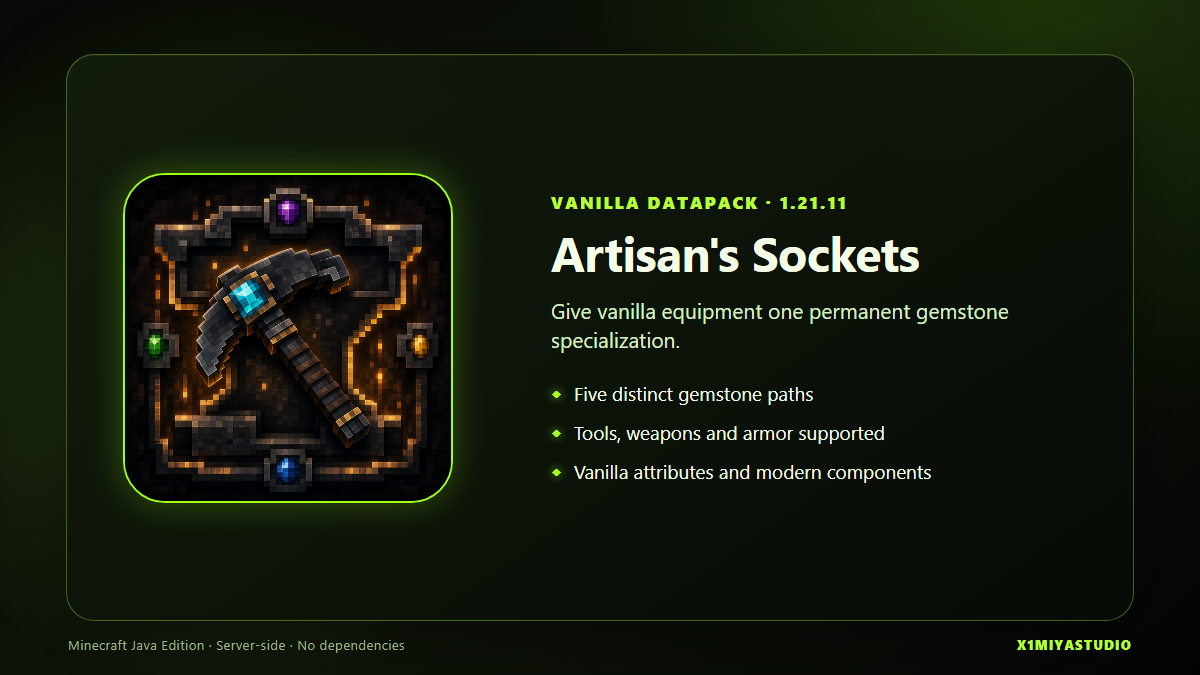 VANILLA DATAPACK · 1.21.11
Artisan's Sockets
Give vanilla equipment one permanent gemstone
specialization.
Five distinct gemstone paths
Tools, weapons and armor supported
Vanilla attributes and modern components
Minecraft Java Edition · Server-side · No dependencies
X1MIYASTUDIO